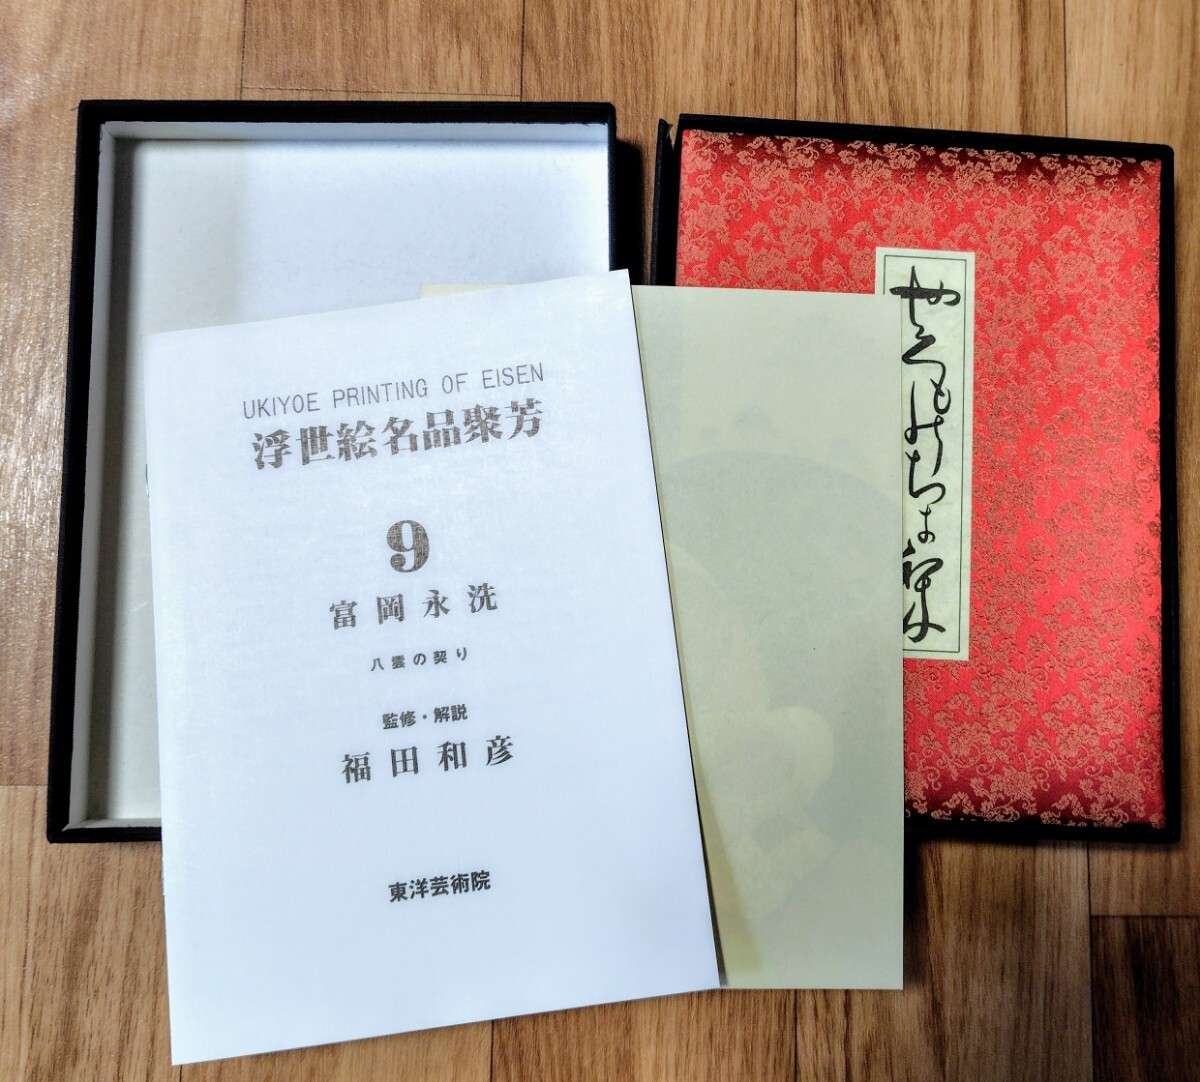 UKIYOE PRINTING OF EISEN
浮世絵名品聚芳
9
富岡永洗
八雲の契り
監修・解説
福田和彦
東洋芸術院